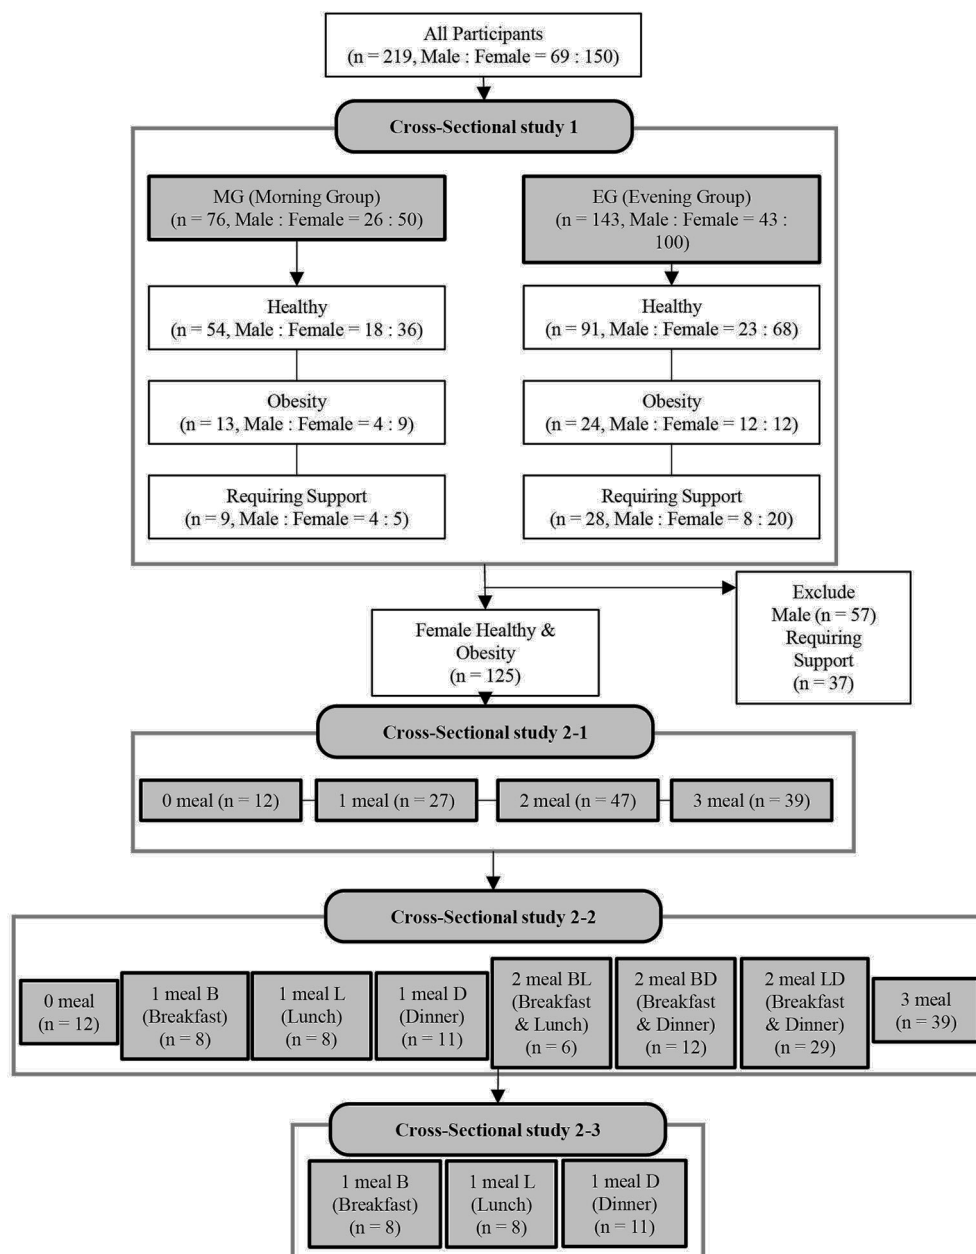 All Participants
(n = 219, Male : Female = 69 : 150)
Cross-Sectional study 1
MG (Morning Group)
(n = 76, Male : Female = 26 : 50)
EG (Evening Group)
(n = 143, Male : Female = 43 :
100)
Healthy
(n = 54, Male : Female = 18 : 36)
Healthy
(n = 91, Male : Female = 23 : 68)
Obesity
(n = 13, Male : Female = 4 : 9)
Obesity
(n = 24, Male : Female = 12 : 12)
Requiring Support
(n = 9, Male : Female = 4 : 5)
Requiring Support
(n = 28, Male : Female = 8 : 20)
Exclude
Male (n = 57)
Requiring
Support
(n = 37)
Female Healthy &
Obesity
(n = 125)
Cross-Sectional study 2-1
0 meal (n = 12)
1 meal (n = 27)
2 meal (n = 47)
3 meal (n = 39)
Cross-Sectional study 2-2
0 meal
(n = 12)
1 meal B
(Breakfast)
(n = 8)
1 meal L
(Lunch)
(n = 8)
1 meal D
(Dinner)
(n = 11)
2 meal BL
(Breakfast
& Lunch)
(n = 6)
2 meal BD
(Breakfast
& Dinner)
(n = 12)
2 meal LD
(Breakfast
& Dinner)
(n = 29)
3 meal
(n = 39)
Cross-Sectional study 2-3
1 meal B
(Breakfast)
(n = 8)
1 meal L
(Lunch)
(n = 8)
1 meal D
(Dinner)
(n = 11)